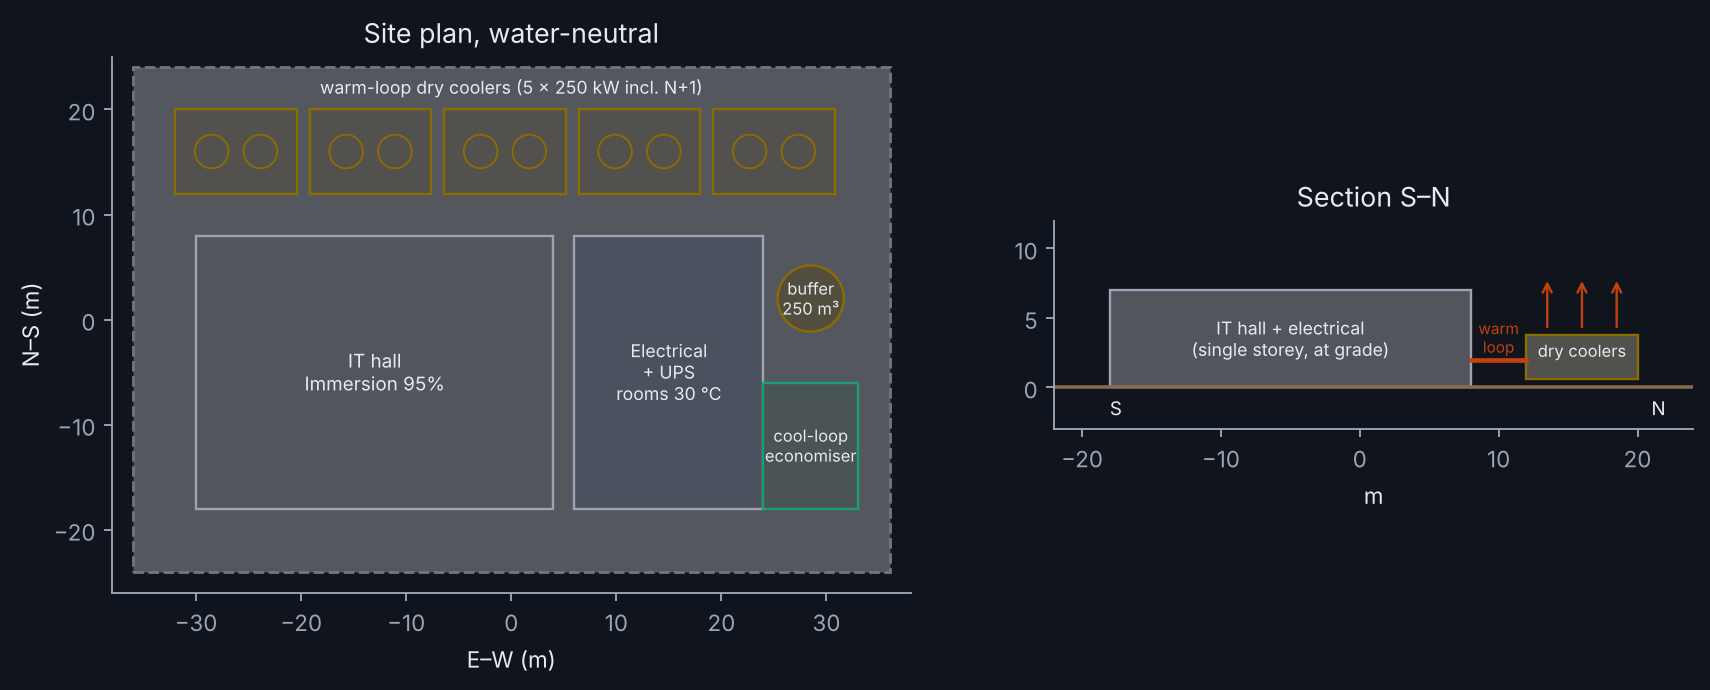 Site plan, water-neutral
warm-loop dry coolers (5 × 250 kW incl. N+1)
20
10
0
−10
−20
N–S (m)
IT hall
Immersion 95%
Electrical
+ UPS
rooms 30 °C
buffer
250 m³
cool-loop
economiser
−30
−20
−10
0
10
20
30
E–W (m)
Section S–N
10
5
0
IT hall + electrical
(single storey, at grade)
warm
loop
dry coolers
S
N
−20
−10
0
10
20
m